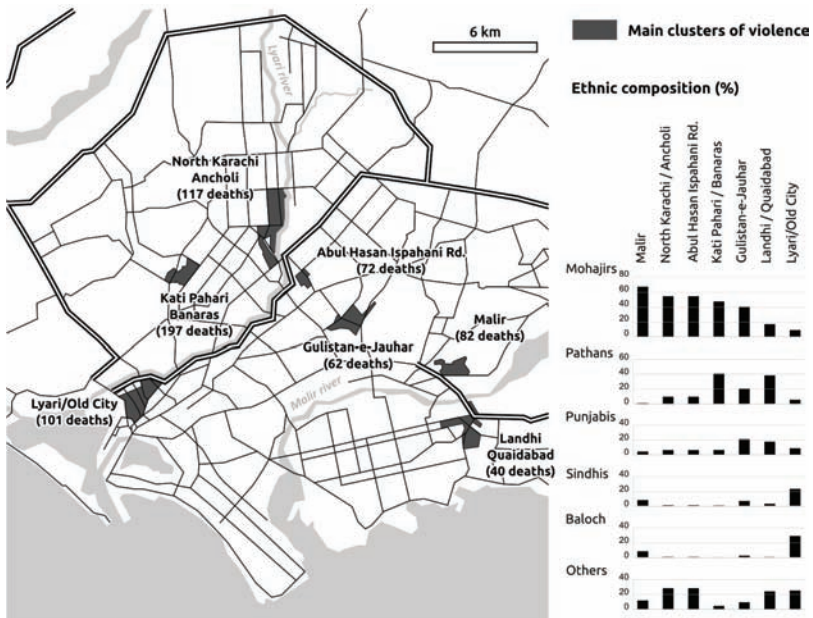 6 km
Lyari river
North Karachi
Ancholi
(117 deaths)
Abul Hasan Ispahani Rd.
(72 deaths)
Kati Pahari
Banaras
(197 deaths)
Malir
(82 deaths)
Gulistan-e-Jauhar
(62 deaths)
Malir river
Lyari/Old City
(101 deaths)
Landhi
Quaidabad
(40 deaths)
Main clusters of violence
Ethnic composition (%)
Malir
North Karachi / Ancholi
Abul Hasan Ispahani Rd.
Kati Pahari / Banaras
Gulistan-e-Jauhar
Landhi / Quaidabad
Lyari/Old City
Mohajirs
80
60
40
20
0
Pathans
60
40
20
0
Punjabis
40
20
0
Sindhis
40
20
0
Baloch
40
20
0
Others
40
20
0